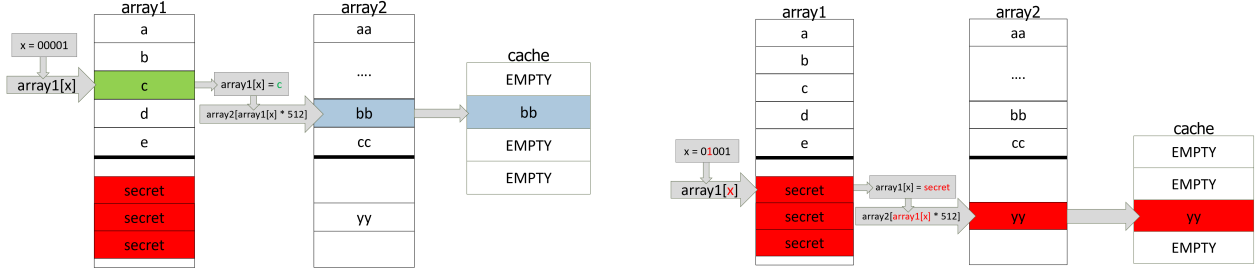 array1
array2
a
aa
x = 00001
b
....
cache
array1[x]
c
array1[x] = c
EMPTY
array2[array1[x] * 512]
d
bb
bb
e
cc
EMPTY
EMPTY
secret
secret
yy
secret
array1
array2
a
aa
b
....
c
d
bb
cache
x = 01001
e
cc
EMPTY
array1[x]
secret
array1[x] = secret
EMPTY
array2[array1[x] * 512]
secret
yy
yy
secret
EMPTY